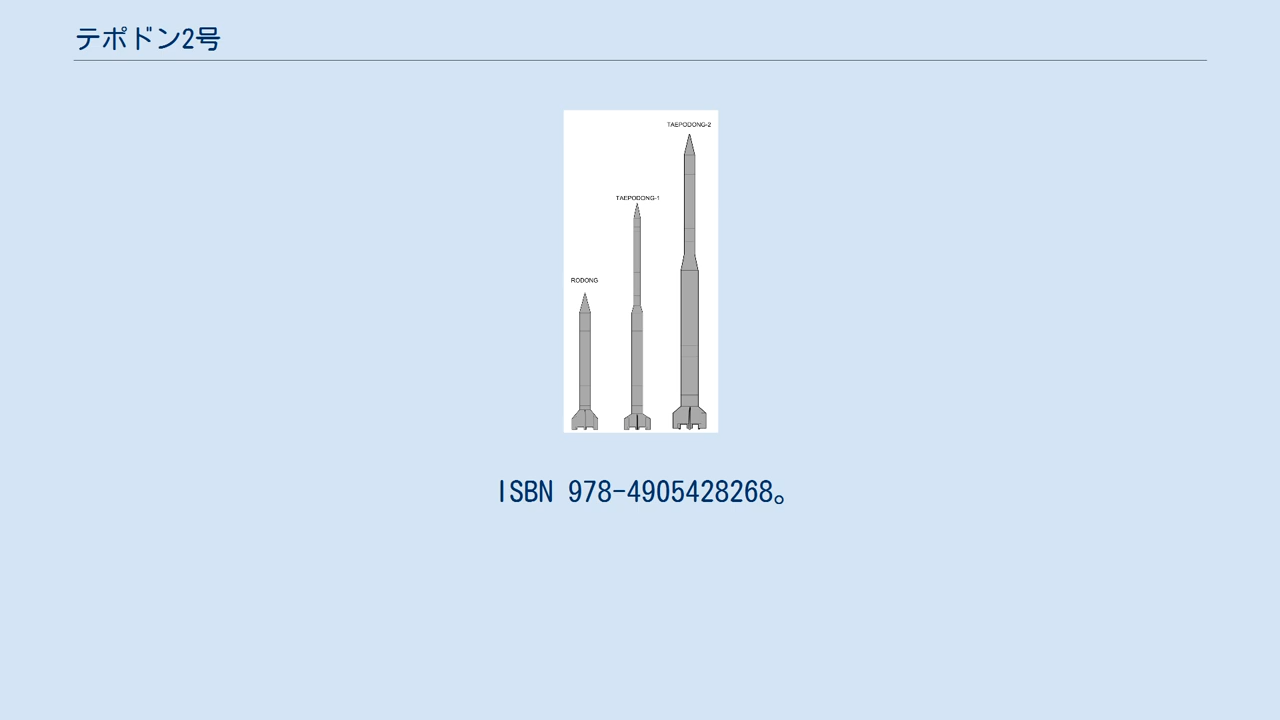 テポドン2号
TAEPODONG-2
TAEPODONG-1
RODONG
ISBN 978-4905428268。